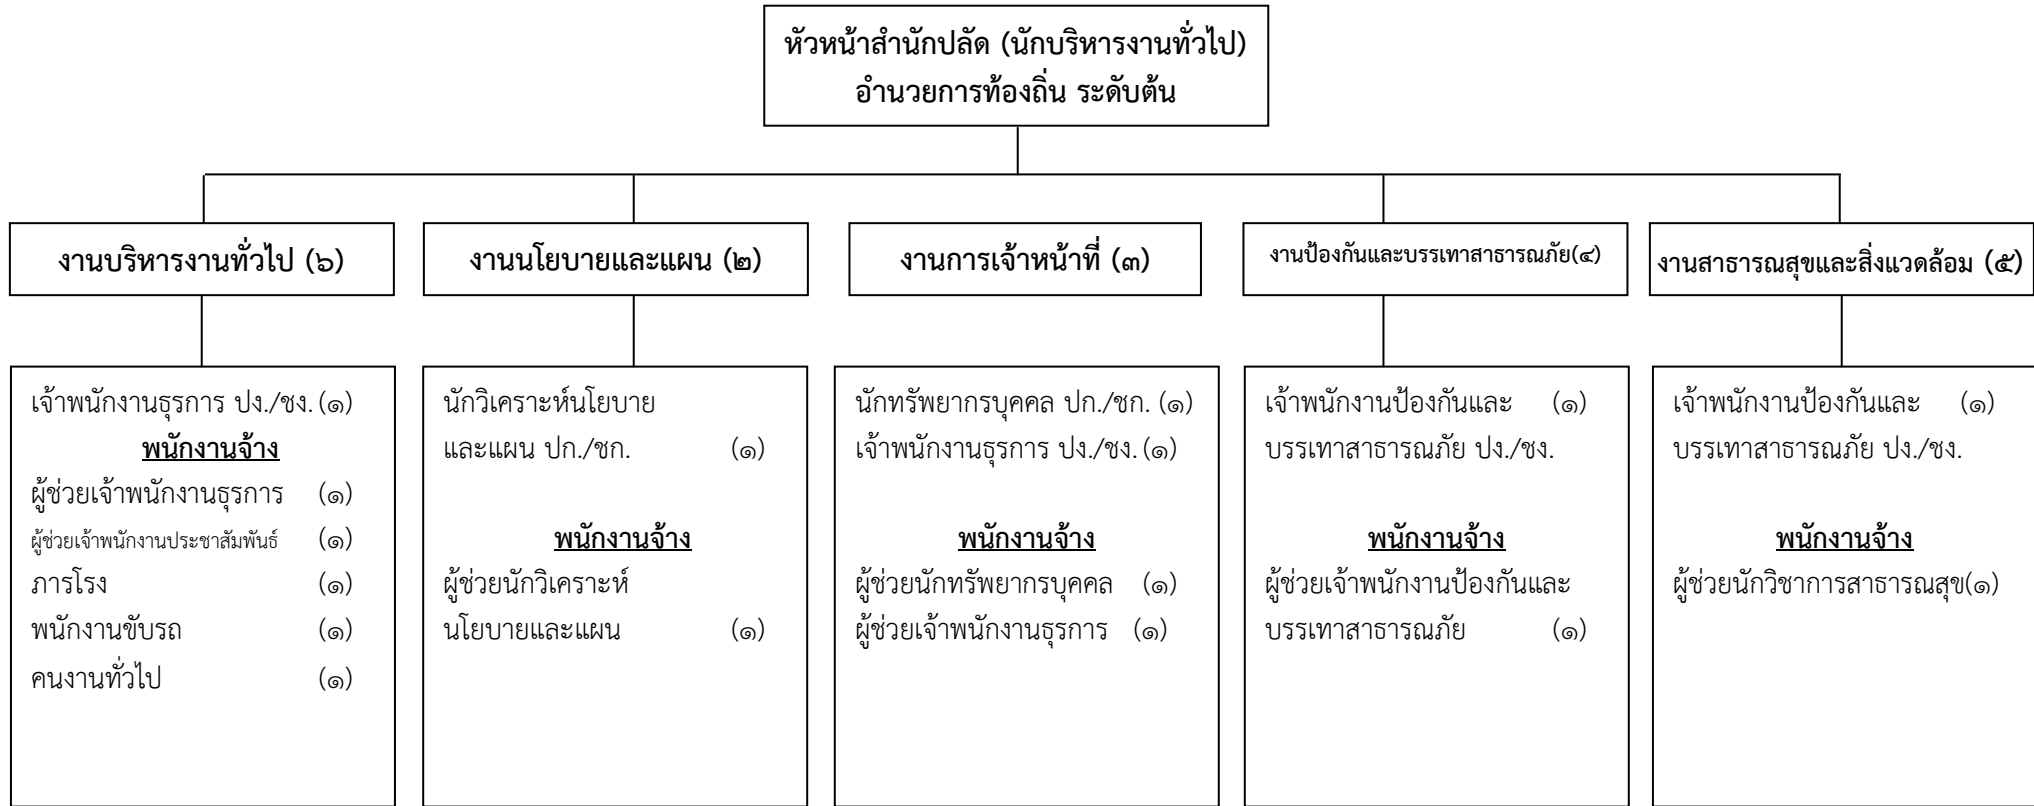 หัวหน้าสำนักปลัด (นักบริหารงานทั่วไป)
อำนวยการท้องถิ่น ระดับต้น
งานบริหารงานทั่วไป (๖)
งานนโยบายและแผน (๒)
งานการเจ้าหน้าที่ (๓)
งานป้องกันและบรรเทาสาธารณภัย(๔)
งานสาธารณสุขและสิ่งแวดล้อม (๕)
เจ้าพนักงานธุรการ ปง./ชง. (๑)
พนักงานจ้าง
ผู้ช่วยเจ้าพนักงานธุรการ (๑)
ผู้ช่วยเจ้าพนักงานประชาสัมพันธ์ (๑)
ภารโรง (๑)
พนักงานขับรถ (๑)
คนงานทั่วไป (๑)
นักวิเคราะห์นโยบาย
และแผน ปก./ชก. (๑)
พนักงานจ้าง
ผู้ช่วยนักวิเคราะห์
นโยบายและแผน (๑)
นักทรัพยากรบุคคล ปก./ชก. (๑)
เจ้าพนักงานธุรการ ปง./ชง. (๑)
พนักงานจ้าง
ผู้ช่วยนักทรัพยากรบุคคล (๑)
ผู้ช่วยเจ้าพนักงานธุรการ (๑)
เจ้าพนักงานป้องกันและ (๑)
บรรเทาสาธารณภัย ปง./ชง.
พนักงานจ้าง
ผู้ช่วยเจ้าพนักงานป้องกันและ
บรรเทาสาธารณภัย (๑)
เจ้าพนักงานป้องกันและ (๑)
บรรเทาสาธารณภัย ปง./ชง.
พนักงานจ้าง
ผู้ช่วยนักวิชาการสาธารณสุข(๑)